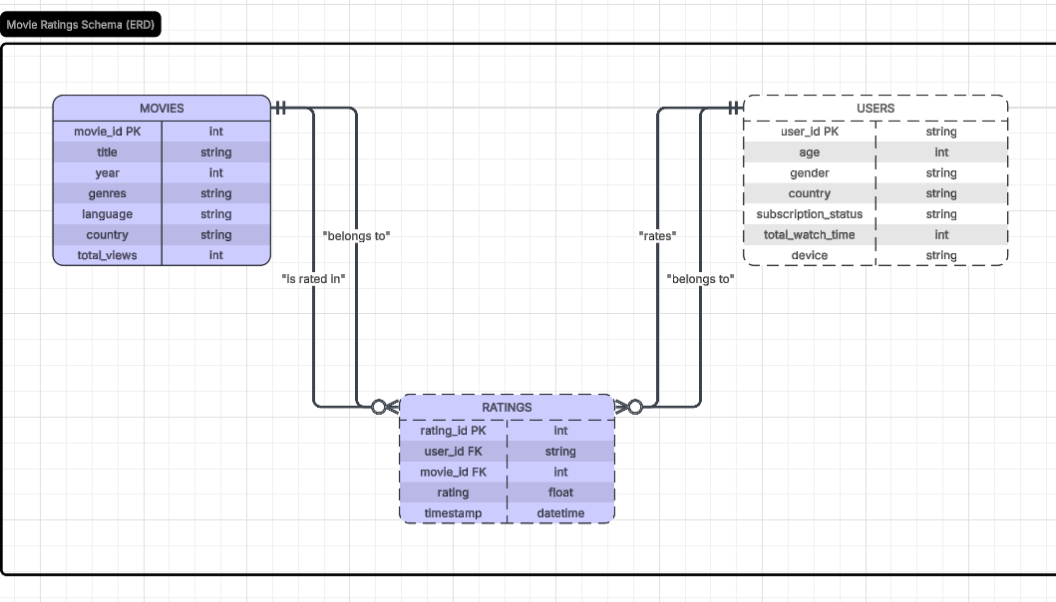 Movie Ratings Schema (ERD)
MOVIES
movie_id PK int
title string
year int
genres string
language string
country string
total_views int
USERS
user_id PK string
age int
gender string
country string
subscription_status string
total_watch_time int
device string
"belongs to"
"rates"
"is rated in"
"belongs to"
RATINGS
rating_id PK int
user_id FK string
movie_id FK int
rating float
timestamp datetime